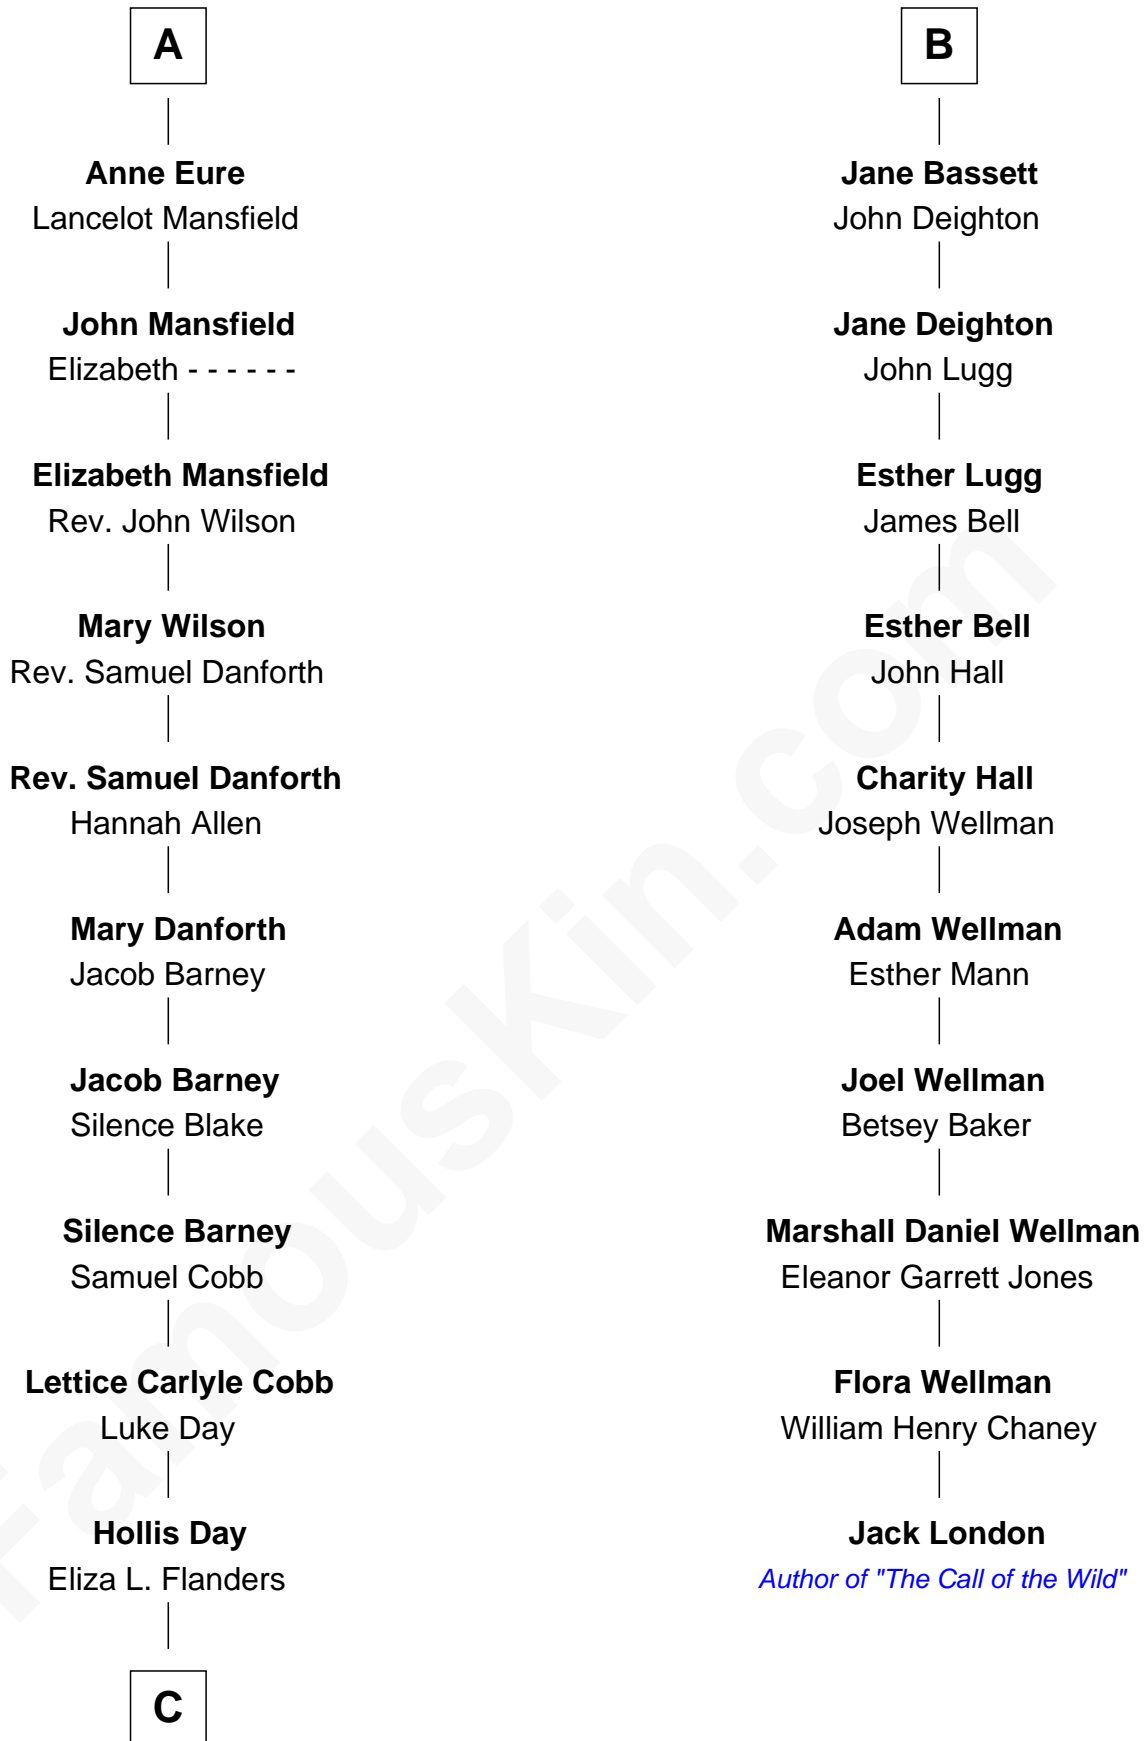 A
Anne Eure
Lancelot Mansfield
John Mansfield
Elizabeth - - - - - -
Elizabeth Mansfield
Rev. John Wilson
Mary Wilson
Rev. Samuel Danforth
Rev. Samuel Danforth
Hannah Allen
Mary Danforth
Jacob Barney
Jacob Barney
Silence Blake
Silence Barney
Samuel Cobb
Lettice Carlyle Cobb
Luke Day
Hollis Day
Eliza L. Flanders
C
B
Jane Bassett
John Deighton
Jane Deighton
John Lugg
Esther Lugg
James Bell
Esther Bell
John Hall
Charity Hall
Joseph Wellman
Adam Wellman
Esther Mann
Joel Wellman
Betsey Baker
Marshall Daniel Wellman
Eleanor Garrett Jones
Flora Wellman
William Henry Chaney
Jack London
Author of "The Call of the Wild"
FamousKin.com